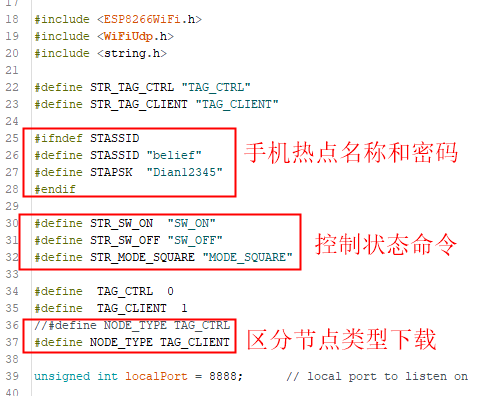 17
18 #include <ESP8266WiFi.h>
19 #include <WiFiUdp.h>
20 #include <string.h>
21
22 #define STR_TAG_CTRL "TAG_CTRL"
23 #define STR_TAG_CLIENT "TAG_CLIENT"
24
25 #ifndef STASSID
26 #define STASSID "belief"
27 #define STAPSK  "Dian12345"
28 #endif
手机热点名称和密码
29
30 #define STR_SW_ON  "SW_ON"
31 #define STR_SW_OFF "SW_OFF"
32 #define STR_MODE_SQUARE "MODE_SQUARE"
控制状态命令
33
34 #define  TAG_CTRL  0
35 #define  TAG_CLIENT  1
36 //#define NODE_TYPE TAG_CTRL
37 #define NODE_TYPE TAG_CLIENT
区分节点类型下载
38
39 unsigned int localPort = 8888;      // local port to listen on
40